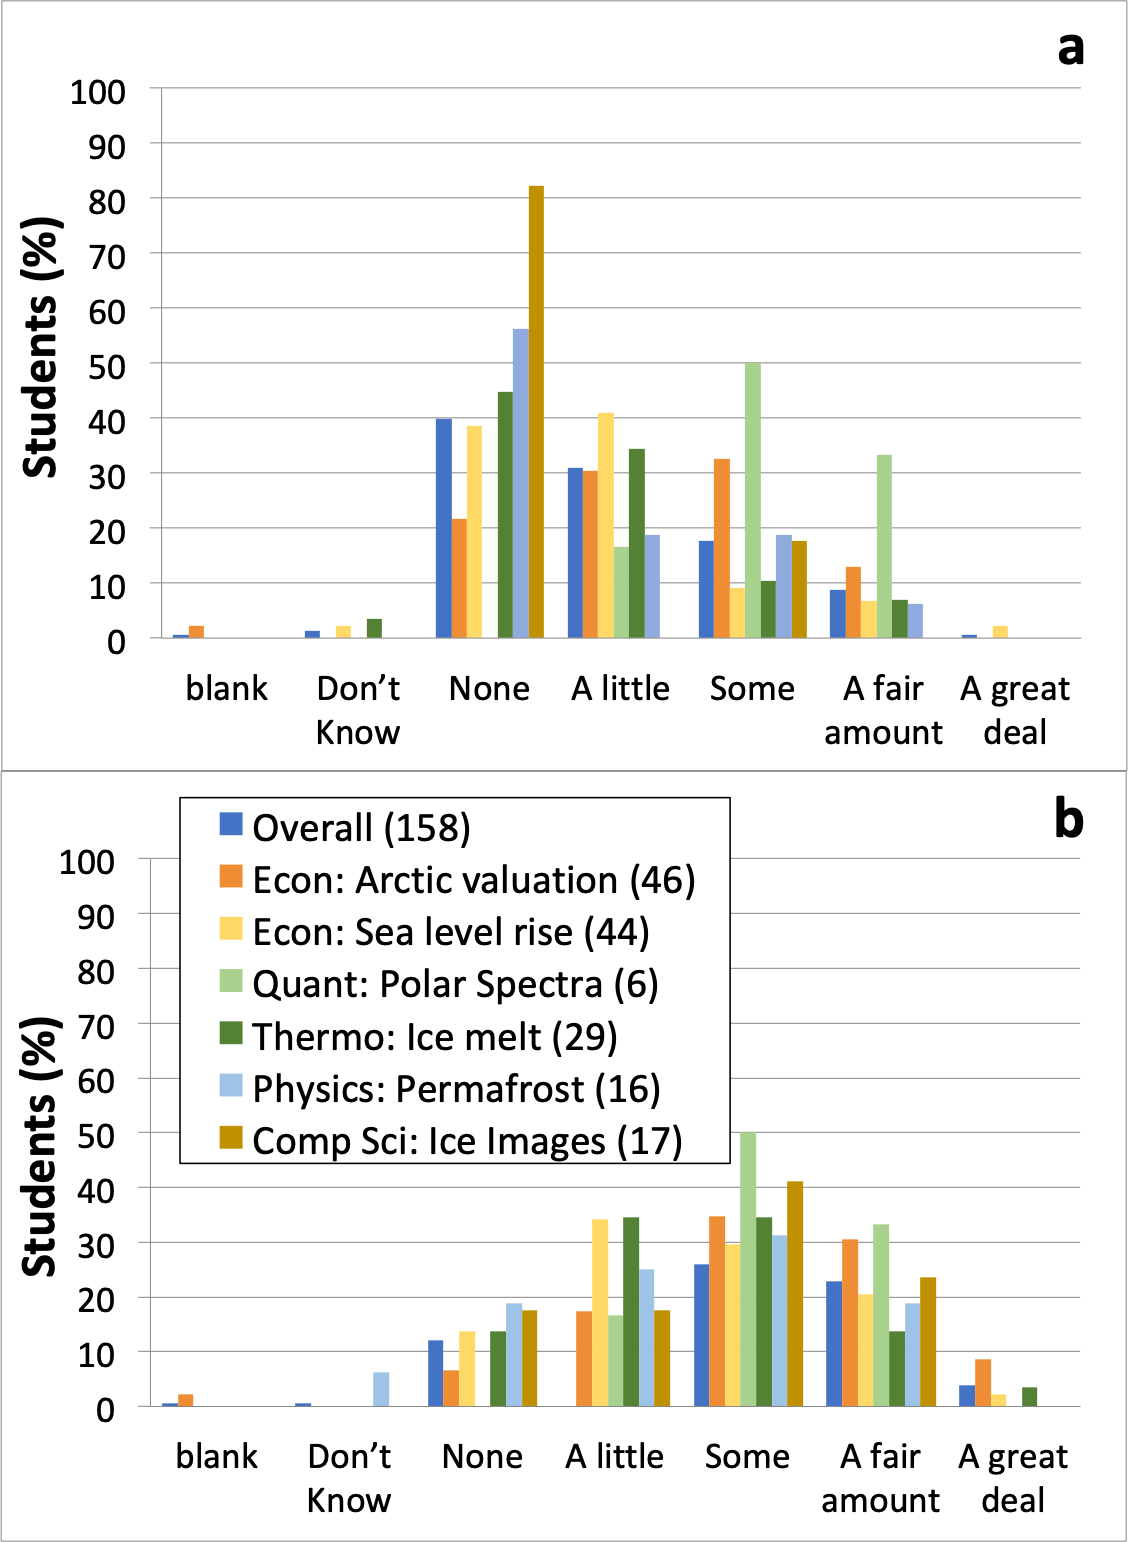 a
Students (%)
100
90
80
70
60
50
40
30
20
10
0
blank
Don’t
Know
None
A little
Some
A fair
amount
A great
deal
b
Students (%)
100
90
80
70
60
50
40
30
20
10
0
Overall (158)
Econ: Arctic valuation (46)
Econ: Sea level rise (44)
Quant: Polar Spectra (6)
Thermo: Ice melt (29)
Physics: Permafrost (16)
Comp Sci: Ice Images (17)
blank
Don’t
Know
None
A little
Some
A fair
amount
A great
deal